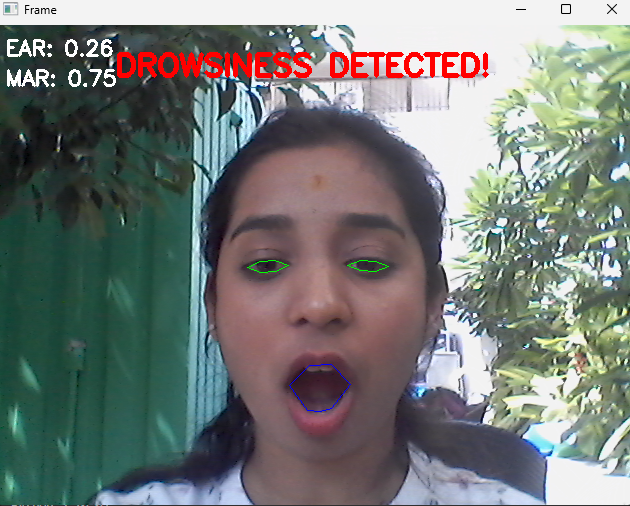 Frame
EAR: 0.26
DROWSINESS DETECTED!
MAR: 0.75